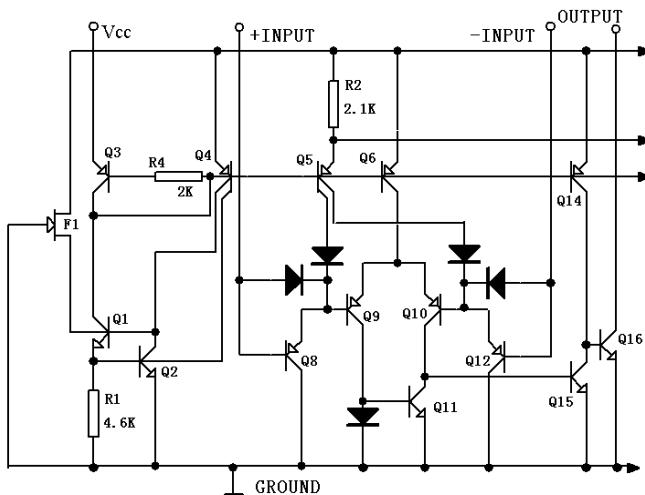 OUTPUT
Vcc
+INPUT
-INPUT
R2
2.1K
Q3
R4
Q4
Q5
Q6
2K
Q14
F1
Q1
Q9
Q10
Q2
Q8
Q12
Q16
R1
4.6K
Q11
Q15
GROUND